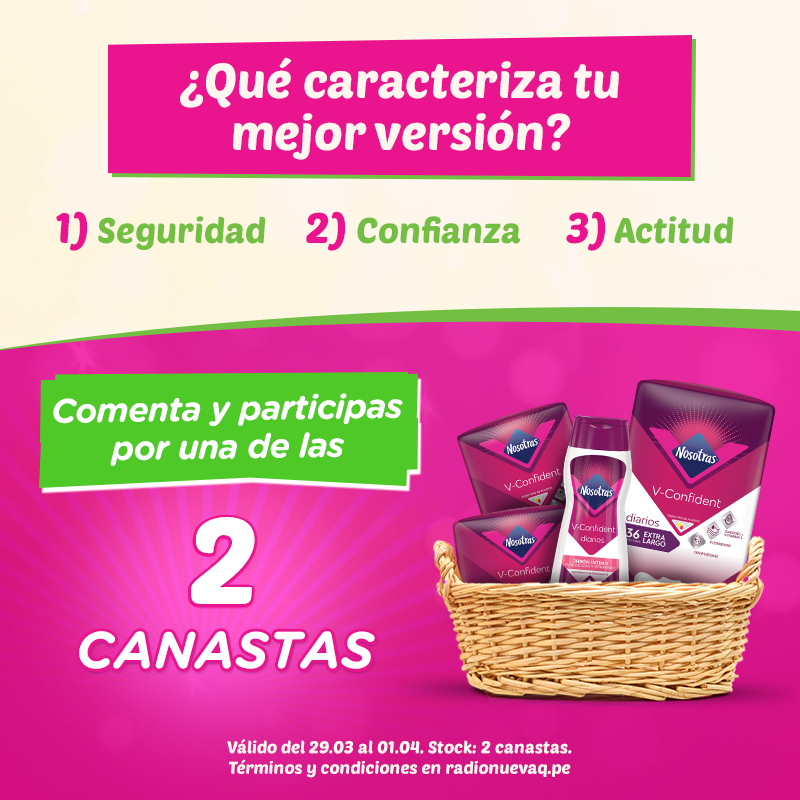 ¿Qué caracteriza tu
mejor versión?
1) Seguridad 2) Confianza 3) Actitud
Comenta y participas
por una de las
2
CANASTAS
Nosotras
V-Confident
Nosotras
V-Confident
Nosotras
V-Confident
diarios
JABÓN ÍNTIMO
Nosotras
V-Confident
diarios
36 EXTRA
LARGO
Válido del 29.03 al 01.04. Stock: 2 canastas.
Términos y condiciones en radionuevaq.pe